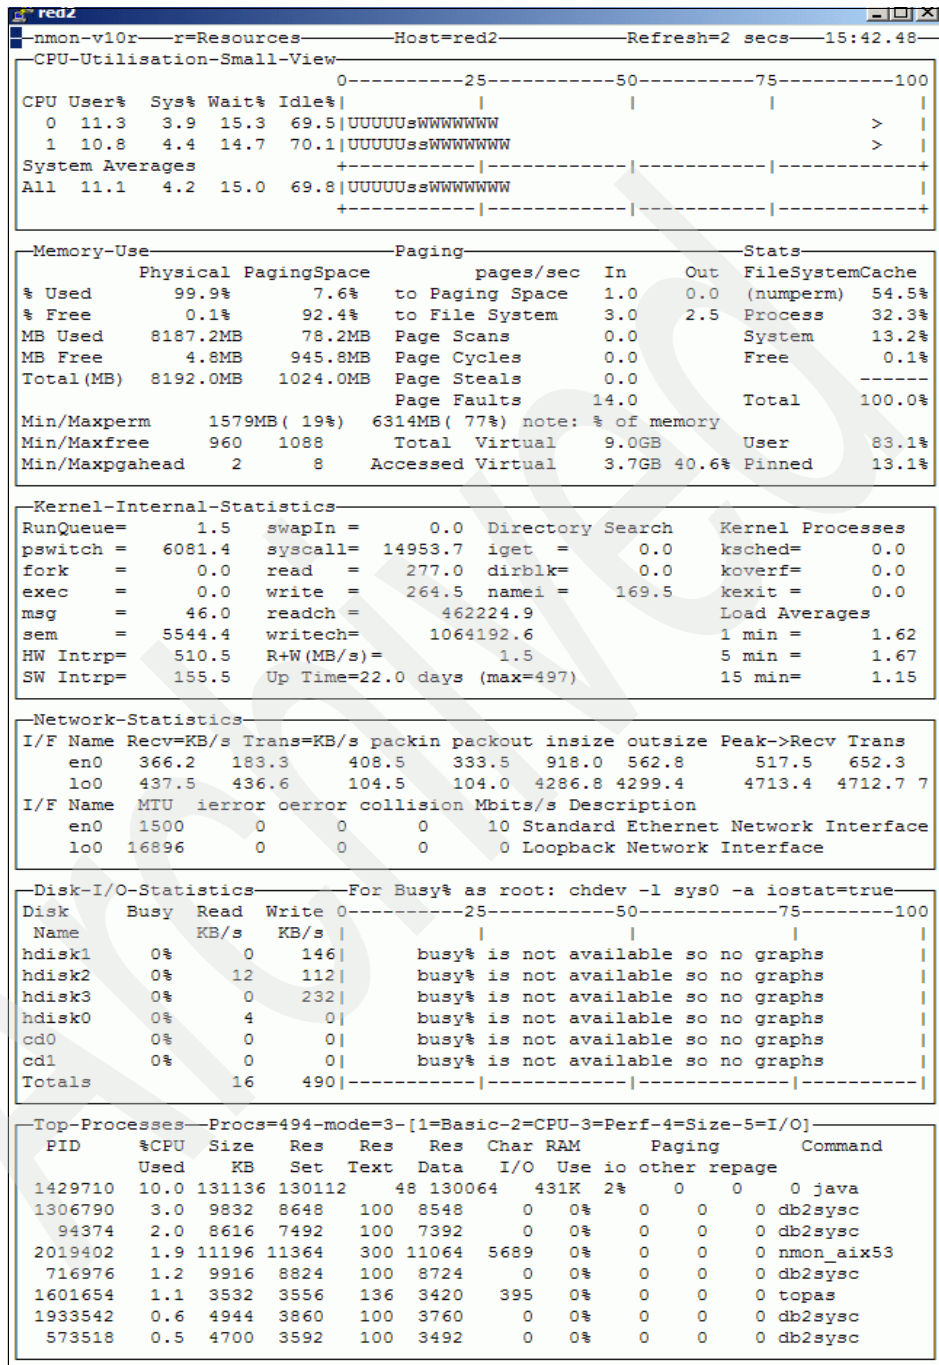 red2
nmon-v10r r=Resources Host=red2 Refresh=2 secs 15:42.48
CPU-Utilisation-Small-View
0----------25-----------50----------75----------100
CPU User% Sys% Wait% Idle%| | | | |
0 11.3 3.9 15.3 69.5|UUUUUsWWWWWWW > |
1 10.8 4.4 14.7 70.1|UUUUUssWWWWWWW > |
System Averages +-----------|------------|-----------|------------+
All 11.1 4.2 15.0 69.8|UUUUUssWWWWWWW |
+-----------|------------|-----------|------------+
Memory-Use Paging Stats
Physical PagingSpace pages/sec In Out FileSystemCache
% Used 99.9% 7.6% to Paging Space 1.0 0.0 (numperm) 54.5%
% Free 0.1% 92.4% to File System 3.0 2.5 Process 32.3%
MB Used 8187.2MB 78.2MB Page Scans 0.0 System 13.2%
MB Free 4.8MB 945.8MB Page Cycles 0.0 Free 0.1%
Total(MB) 8192.0MB 1024.0MB Page Steals 0.0 ------
Page Faults 14.0 Total 100.0%
Min/Maxperm 1579MB( 19%) 6314MB( 77%) note: % of memory
Min/Maxfree 960 1088 Total Virtual 9.0GB User 83.1%
Min/Maxpgahead 2 8 Accessed Virtual 3.7GB 40.6% Pinned 13.1%
Kernel-Internal-Statistics
RunQueue= 1.5 swapIn = 0.0 Directory Search Kernel Processes
pswitch = 6081.4 syscall= 14953.7 iget = 0.0 ksched= 0.0
fork = 0.0 read = 277.0 dirblk= 0.0 koverf= 0.0
exec = 0.0 write = 264.5 namei = 169.5 kexit = 0.0
msg = 46.0 readch = 462224.9 Load Averages
sem = 5544.4 writech= 1064192.6 1 min = 1.62
HW Intrp= 510.5 R+W(MB/s)= 1.5 5 min = 1.67
SW Intrp= 155.5 Up Time=22.0 days (max=497) 15 min= 1.15
Network-Statistics
I/F Name Recv=KB/s Trans=KB/s packin packout insize outsize Peak->Recv Trans
en0 366.2 183.3 408.5 333.5 918.0 562.8 517.5 652.3
lo0 437.5 436.6 104.5 104.0 4286.8 4299.4 4713.4 4712.7 7
I/F Name MTU ierror oerror collision Mbits/s Description
en0 1500 0 0 0 10 Standard Ethernet Network Interface
lo0 16896 0 0 0 0 Loopback Network Interface
Disk-I/O-Statistics For Busy% as root: chdev -l sys0 -a iostat=true
Disk Busy Read Write 0----------25-----------50------------75--------100
Name KB/s KB/s | | | | |
hdisk1 0% 0 146| busy% is not available so no graphs |
hdisk2 0% 12 112| busy% is not available so no graphs |
hdisk3 0% 0 232| busy% is not available so no graphs |
hdisk0 0% 4 0| busy% is not available so no graphs |
cd0 0% 0 0| busy% is not available so no graphs |
cd1 0% 0 0| busy% is not available so no graphs |
Totals 16 490|-----------|------------|-------------|----------|
Top-Processes Procs=494-mode=3-[1=Basic-2=CPU-3=Perf-4=Size-5=I/O]
PID %CPU Size Res Res Res Char RAM Paging Command
Used KB Set Text Data I/O Use io other repage
1429710 10.0 131136 130112 48 130064 431K 2% 0 0 0 java
1306790 3.0 9832 8648 100 8548 0 0% 0 0 0 db2sysc
94374 2.0 8616 7492 100 7392 0 0% 0 0 0 db2sysc
2019402 1.9 11196 11364 300 11064 5689 0% 0 0 0 nmon_aix53
716976 1.2 9916 8824 100 8724 0 0% 0 0 0 db2sysc
1601654 1.1 3532 3556 136 3420 395 0% 0 0 0 topas
1933542 0.6 4944 3860 100 3760 0 0% 0 0 0 db2sysc
573518 0.5 4700 3592 100 3492 0 0% 0 0 0 db2sysc
Archived